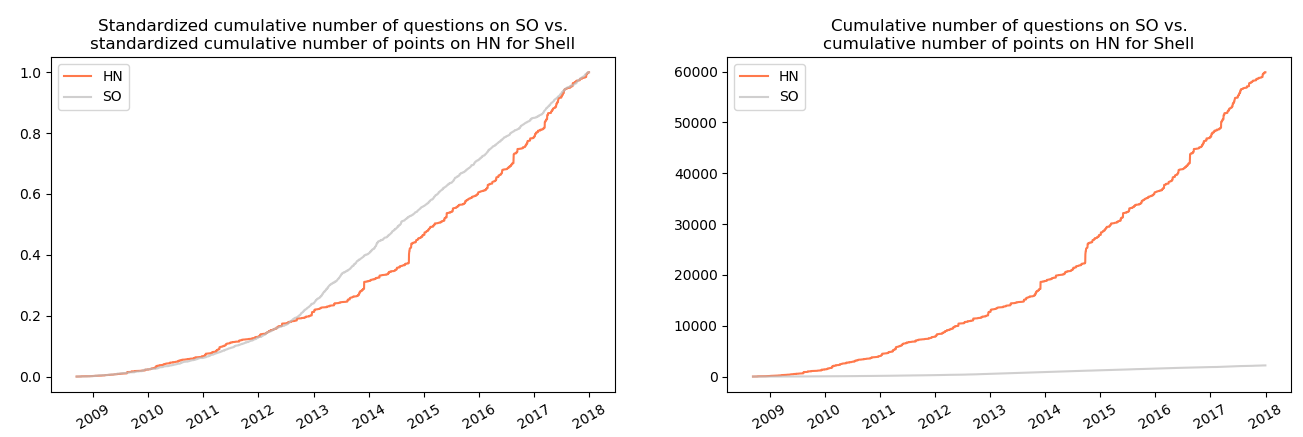 Standardized cumulative number of questions on SO vs.
standardized cumulative number of points on HN for Shell
HN
SO
1.0
0.8
0.6
0.4
0.2
0.0
2009 2010 2011 2012 2013 2014 2015 2016 2017 2018
Cumulative number of questions on SO vs.
cumulative number of points on HN for Shell
HN
SO
60000
50000
40000
30000
20000
10000
0
2009 2010 2011 2012 2013 2014 2015 2016 2017 2018